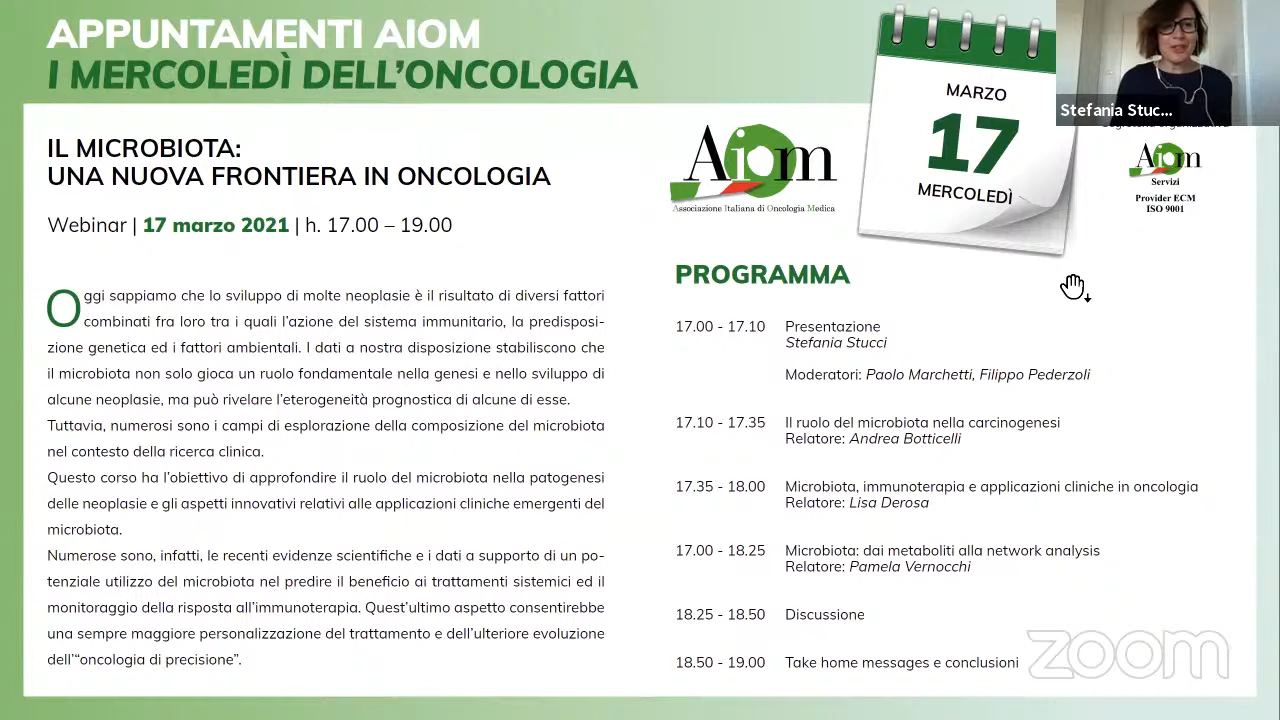 APPUNTAMENTI AIOM
I MERCOLEDÌ DELL'ONCOLOGIA
IL MICROBIOTA:
UNA NUOVA FRONTIERA IN ONCOLOGIA
Webinar | 17 marzo 2021 | h. 17.00 – 19.00
Oggi sappiamo che lo sviluppo di molte neoplasie è il risultato di diversi fattori
combinati fra loro tra i quali l'azione del sistema immunitario, la predisposi-
zione genetica ed i fattori ambientali. I dati a nostra disposizione stabiliscono che
il microbiota non solo gioca un ruolo fondamentale nella genesi e nello sviluppo di
alcune neoplasie, ma può rivelare l'eterogeneità prognostica di alcune di esse.
Tuttavia, numerosi sono i campi di esplorazione della composizione del microbiota
nel contesto della ricerca clinica.
Questo corso ha l'obiettivo di approfondire il ruolo del microbiota nella patogenesi
delle neoplasie e gli aspetti innovativi relativi alle applicazioni cliniche emergenti del
microbiota.
Numerose sono, infatti, le recenti evidenze scientifiche e i dati a supporto di un po-
tenziale utilizzo del microbiota nel predire il beneficio ai trattamenti sistemici ed il
monitoraggio della risposta all'immunoterapia. Quest'ultimo aspetto consentirebbe
una sempre maggiore personalizzazione del trattamento e dell'ulteriore evoluzione
dell'"oncologia di precisione".
Aiom
Associazione Italiana di Oncologia Medica
MARZO
17
MERCOLEDÌ
Stefania Stuc...
Aiom
Servizi
Provider ECM
ISO 9001
PROGRAMMA
17.00 - 17.10 Presentazione
Stefania Stucci
Moderatori: Paolo Marchetti, Filippo Pederzoli
17.10 - 17.35 Il ruolo del microbiota nella carcinogenesi
Relatore: Andrea Botticelli
17.35 - 18.00 Microbiota, immunoterapia e applicazioni cliniche in oncologia
Relatore: Lisa Derosa
17.00 - 18.25 Microbiota: dai metaboliti alla network analysis
Relatore: Pamela Vernocchi
18.25 - 18.50 Discussione
18.50 - 19.00 Take home messages e conclusioni
zoom